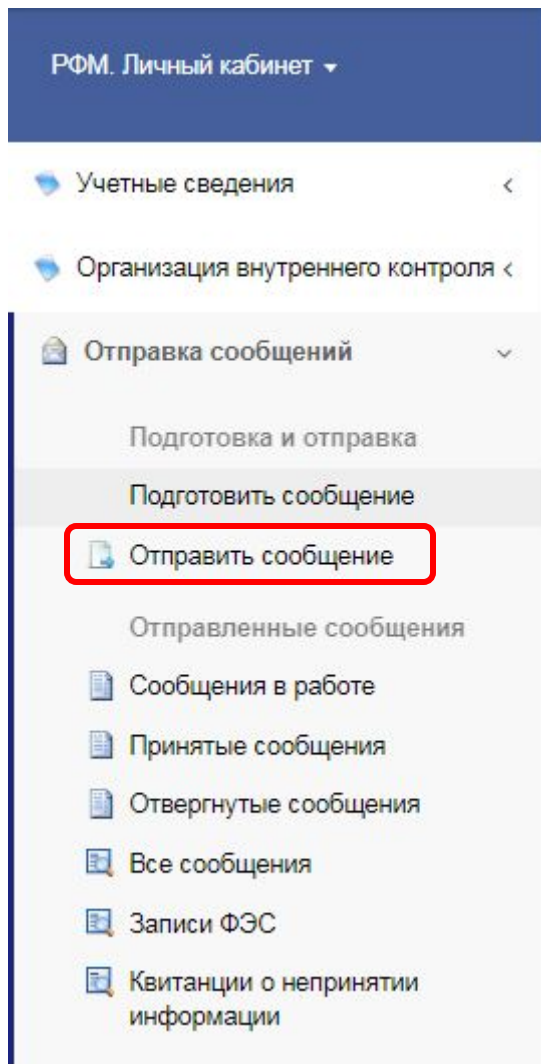 РФМ. Личный кабинет
Учетные сведения
Организация внутреннего контроля
Отправка сообщений
Подготовка и отправка
Подготовить сообщение
Отправить сообщение
Отправленные сообщения
Сообщения в работе
Принятые сообщения
Отвергнутые сообщения
Все сообщения
Записи ФЭС
Квитанции о непринятии
информации